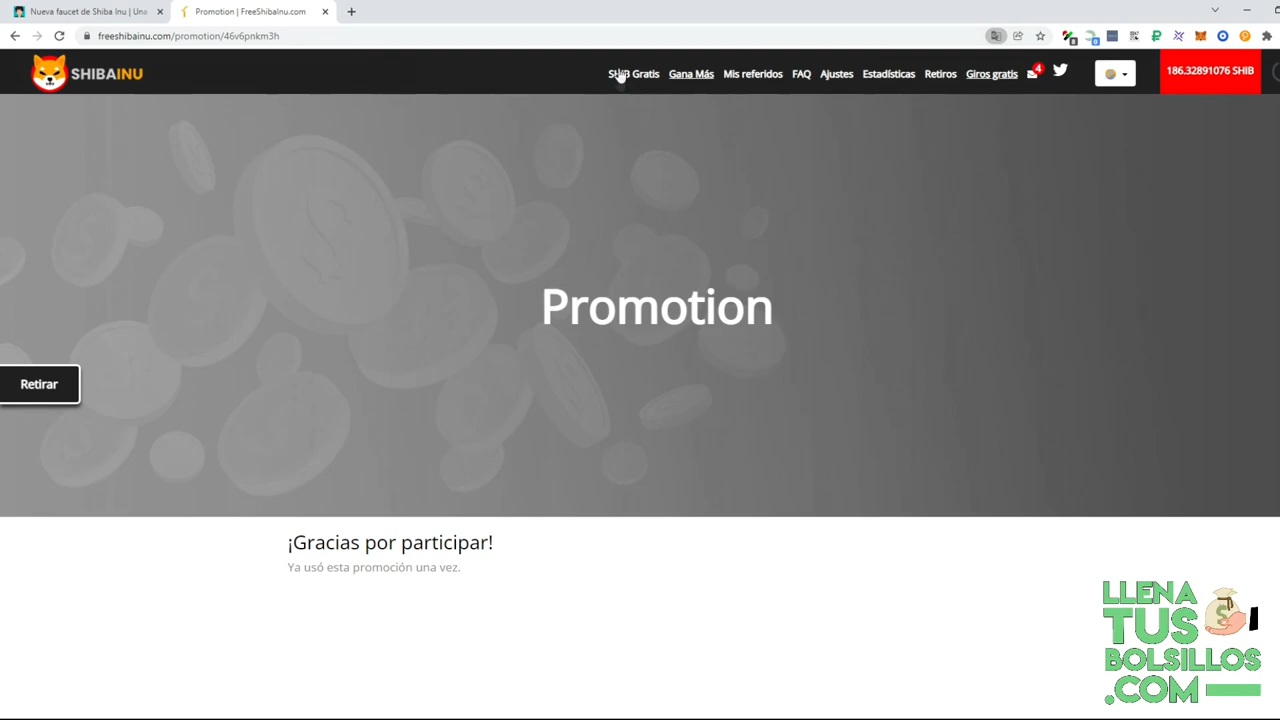 Nueva faucet de Shiba Inu | Una
Promotion | FreeShibaInu.com
freeshibainu.com/promotion/46v6pnkm3h
SHIBAINU
SHIB Gratis Gana Más Mis referidos FAQ Ajustes Estadísticas Retiros Giros gratis 4
186.32891076 SHIB
Promotion
Retirar
¡Gracias por participar!
Ya usó esta promoción una vez.
LLENA
TUS
BOLSILLOS
.COM